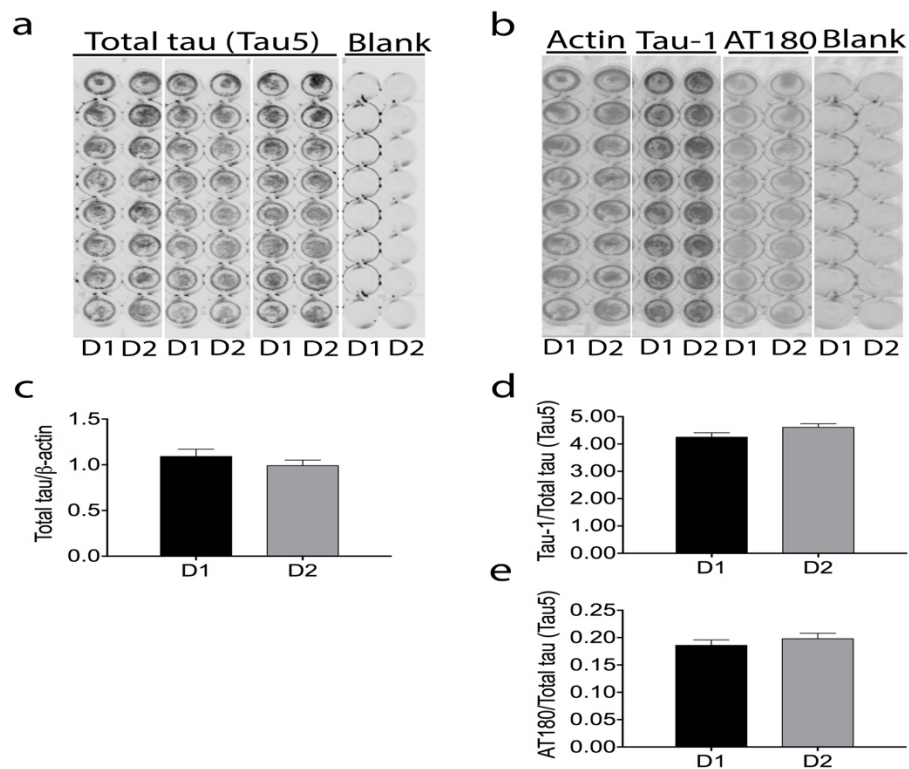 a
Total tau (Tau5) Blank
D1 D2 D1 D2 D1 D2 D1 D2
b
Actin Tau-1 AT180 Blank
D1 D2 D1 D2 D1 D2 D1 D2
c
Total tau/β-actin
1.5
1.0
0.5
0.0
D1 D2
d
Tau-1/Total tau (Tau5)
5.00
4.00
3.00
2.00
1.00
0.00
D1 D2
e
AT180/Total tau (Tau5)
0.25
0.20
0.15
0.10
0.05
0.00
D1 D2